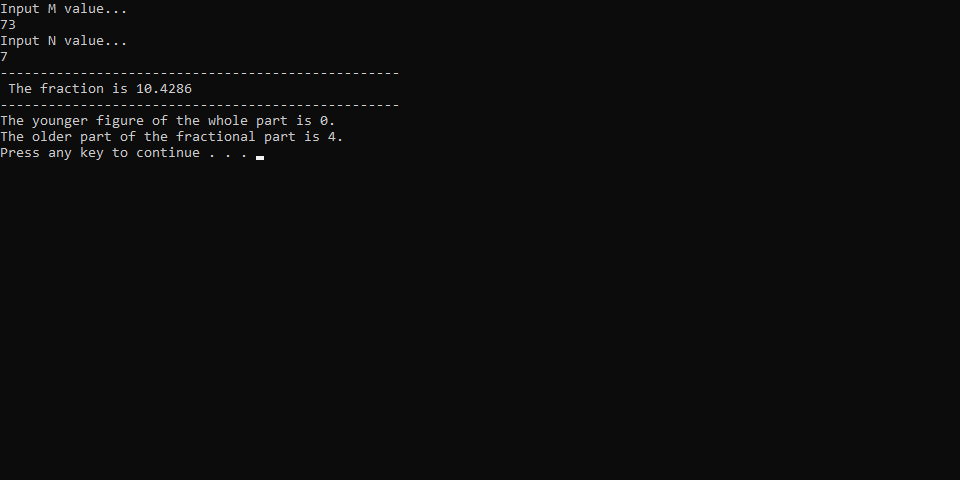 Input M value...
73
Input N value...
7
--------------------------------------------------
 The fraction is 10.4286
--------------------------------------------------
The younger figure of the whole part is 0.
The older part of the fractional part is 4.
Press any key to continue . . .